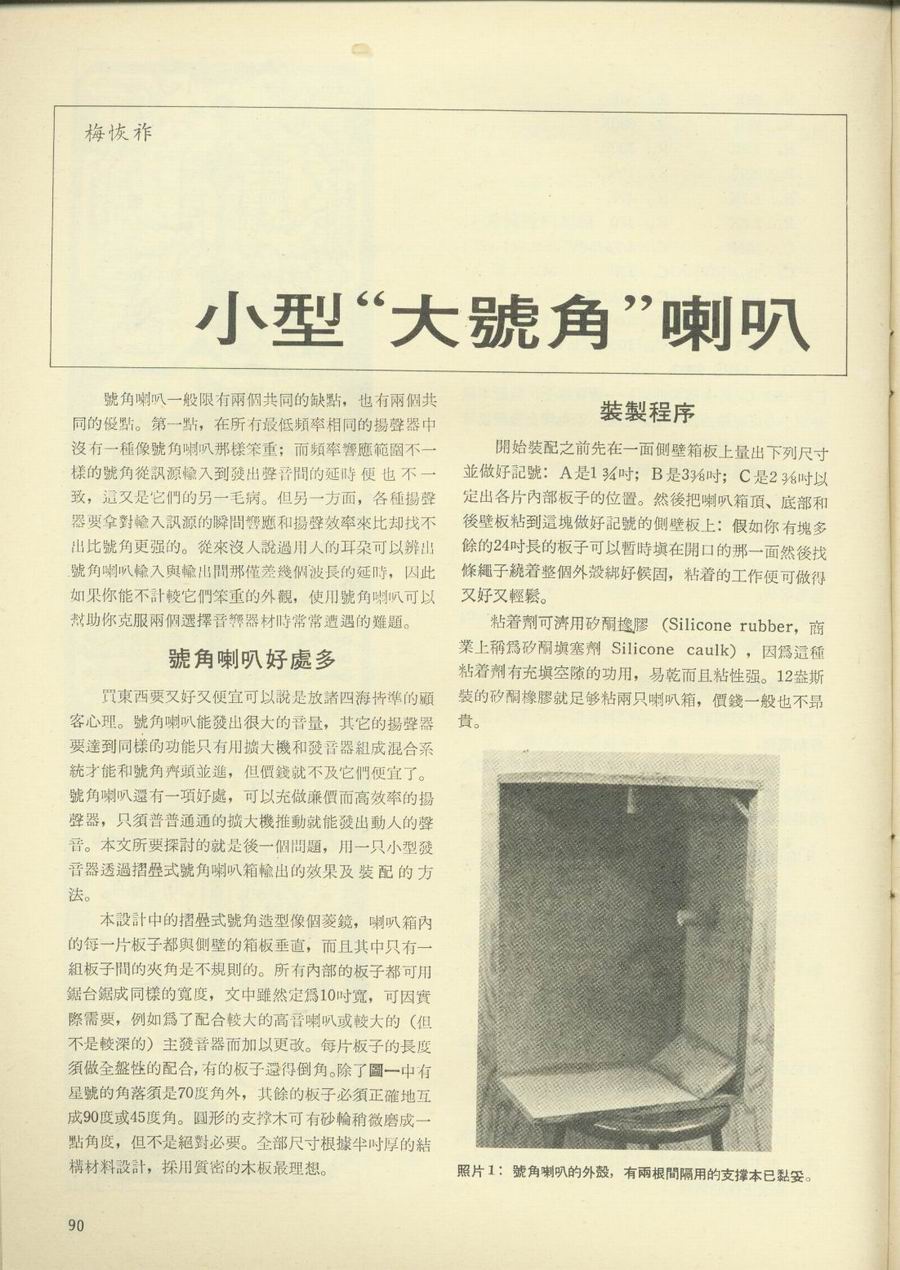 梅恢祚
小型“大號角”喇叭
號角喇叭一般限有兩個共同的缺點，也有兩個共
同的優點。第一點，在所有最低頻率相同的揚聲器中
沒有一種像號角喇叭那樣笨重；而頻率響應範圍不一
樣的號角從訊源輸入到發出聲音間的延時便也不一
致，這又是它們的另一毛病。但另一方面，各種揚聲
器要拿對輸入訊源的瞬間響應和揚聲效率來比却找不
出比號角更强的。從來沒人說過用人的耳朶可以辨出
號角喇叭輸入與輸出間那僅差幾個波長的延時，因此
如果你能不計較它們笨重的外觀，使用號角喇叭可以
幫助你克服兩個選擇音響器材時常常遭遇的難題。
號角喇叭好處多
買東西要又好又便宜可以說是放諸四海皆準的顧
客心理。號角喇叭能發出很大的音量，其它的揚聲器
要達到同樣的功能只有用擴大機和發音器組成混合系
統才能和號角齊頭並進，但價錢就不及它們便宜了。
號角喇叭還有一項好處，可以充做廉價而高效率的揚
聲器，只須普普通通的擴大機推動就能發出動人的聲
音。本文所要探討的就是後一個問題，用一只小型發
音器透過摺疊式號角喇叭箱輸出的效果及裝配的方
法。
本設計中的摺疊式號角造型像個菱鏡，喇叭箱內
的每一片板子都與側壁的箱板垂直，而且其中只有一
組板子間的夾角是不規則的。所有內部的板子都可用
鋸台鋸成同樣的寬度，文中雖然定爲10吋寬，可因實
際需要，例如爲了配合較大的高音喇叭或較大的（但
不是較深的）主發音器而加以更改。每片板子的長度
須做全盤性的配合，有的板子還得倒角。除了圖一中有
星號的角落須是70度角外，其餘的板子必須正確地互
成90度或45度角。圓形的支撑木可有砂輪稍微磨成一
點角度，但不是絕對必要。全部尺寸根據半吋厚的結
構材料設計，採用質密的木板最理想。
裝製程序
開始裝配之前先在一面側壁箱板上量出下列尺寸
並做好記號：A是1¾吋；B是3⅜吋；C是2⅜吋以
定出各片內部板子的位置。然後把喇叭箱頂、底部和
後壁板粘到這塊做好記號的側壁板上：假如你有塊多
餘的24吋長的板子可以暫時塡在開口的那一面然後找
條繩子繞着整個外殼綁好候固，粘着的工作便可做得
又好又輕鬆。
粘着劑可濟用矽酮橡膠（Silicone rubber，商
業上稱爲矽酮塡塞劑 Silicone caulk），因爲這種
粘着劑有充塡空隙的功用，易乾而且粘性强。12盎斯
裝的矽酮橡膠就足够粘兩只喇叭箱，價錢一般也不昻
貴。
照片1：號角喇叭的外殼，有兩根間隔用的支撑本已黏妥。
90